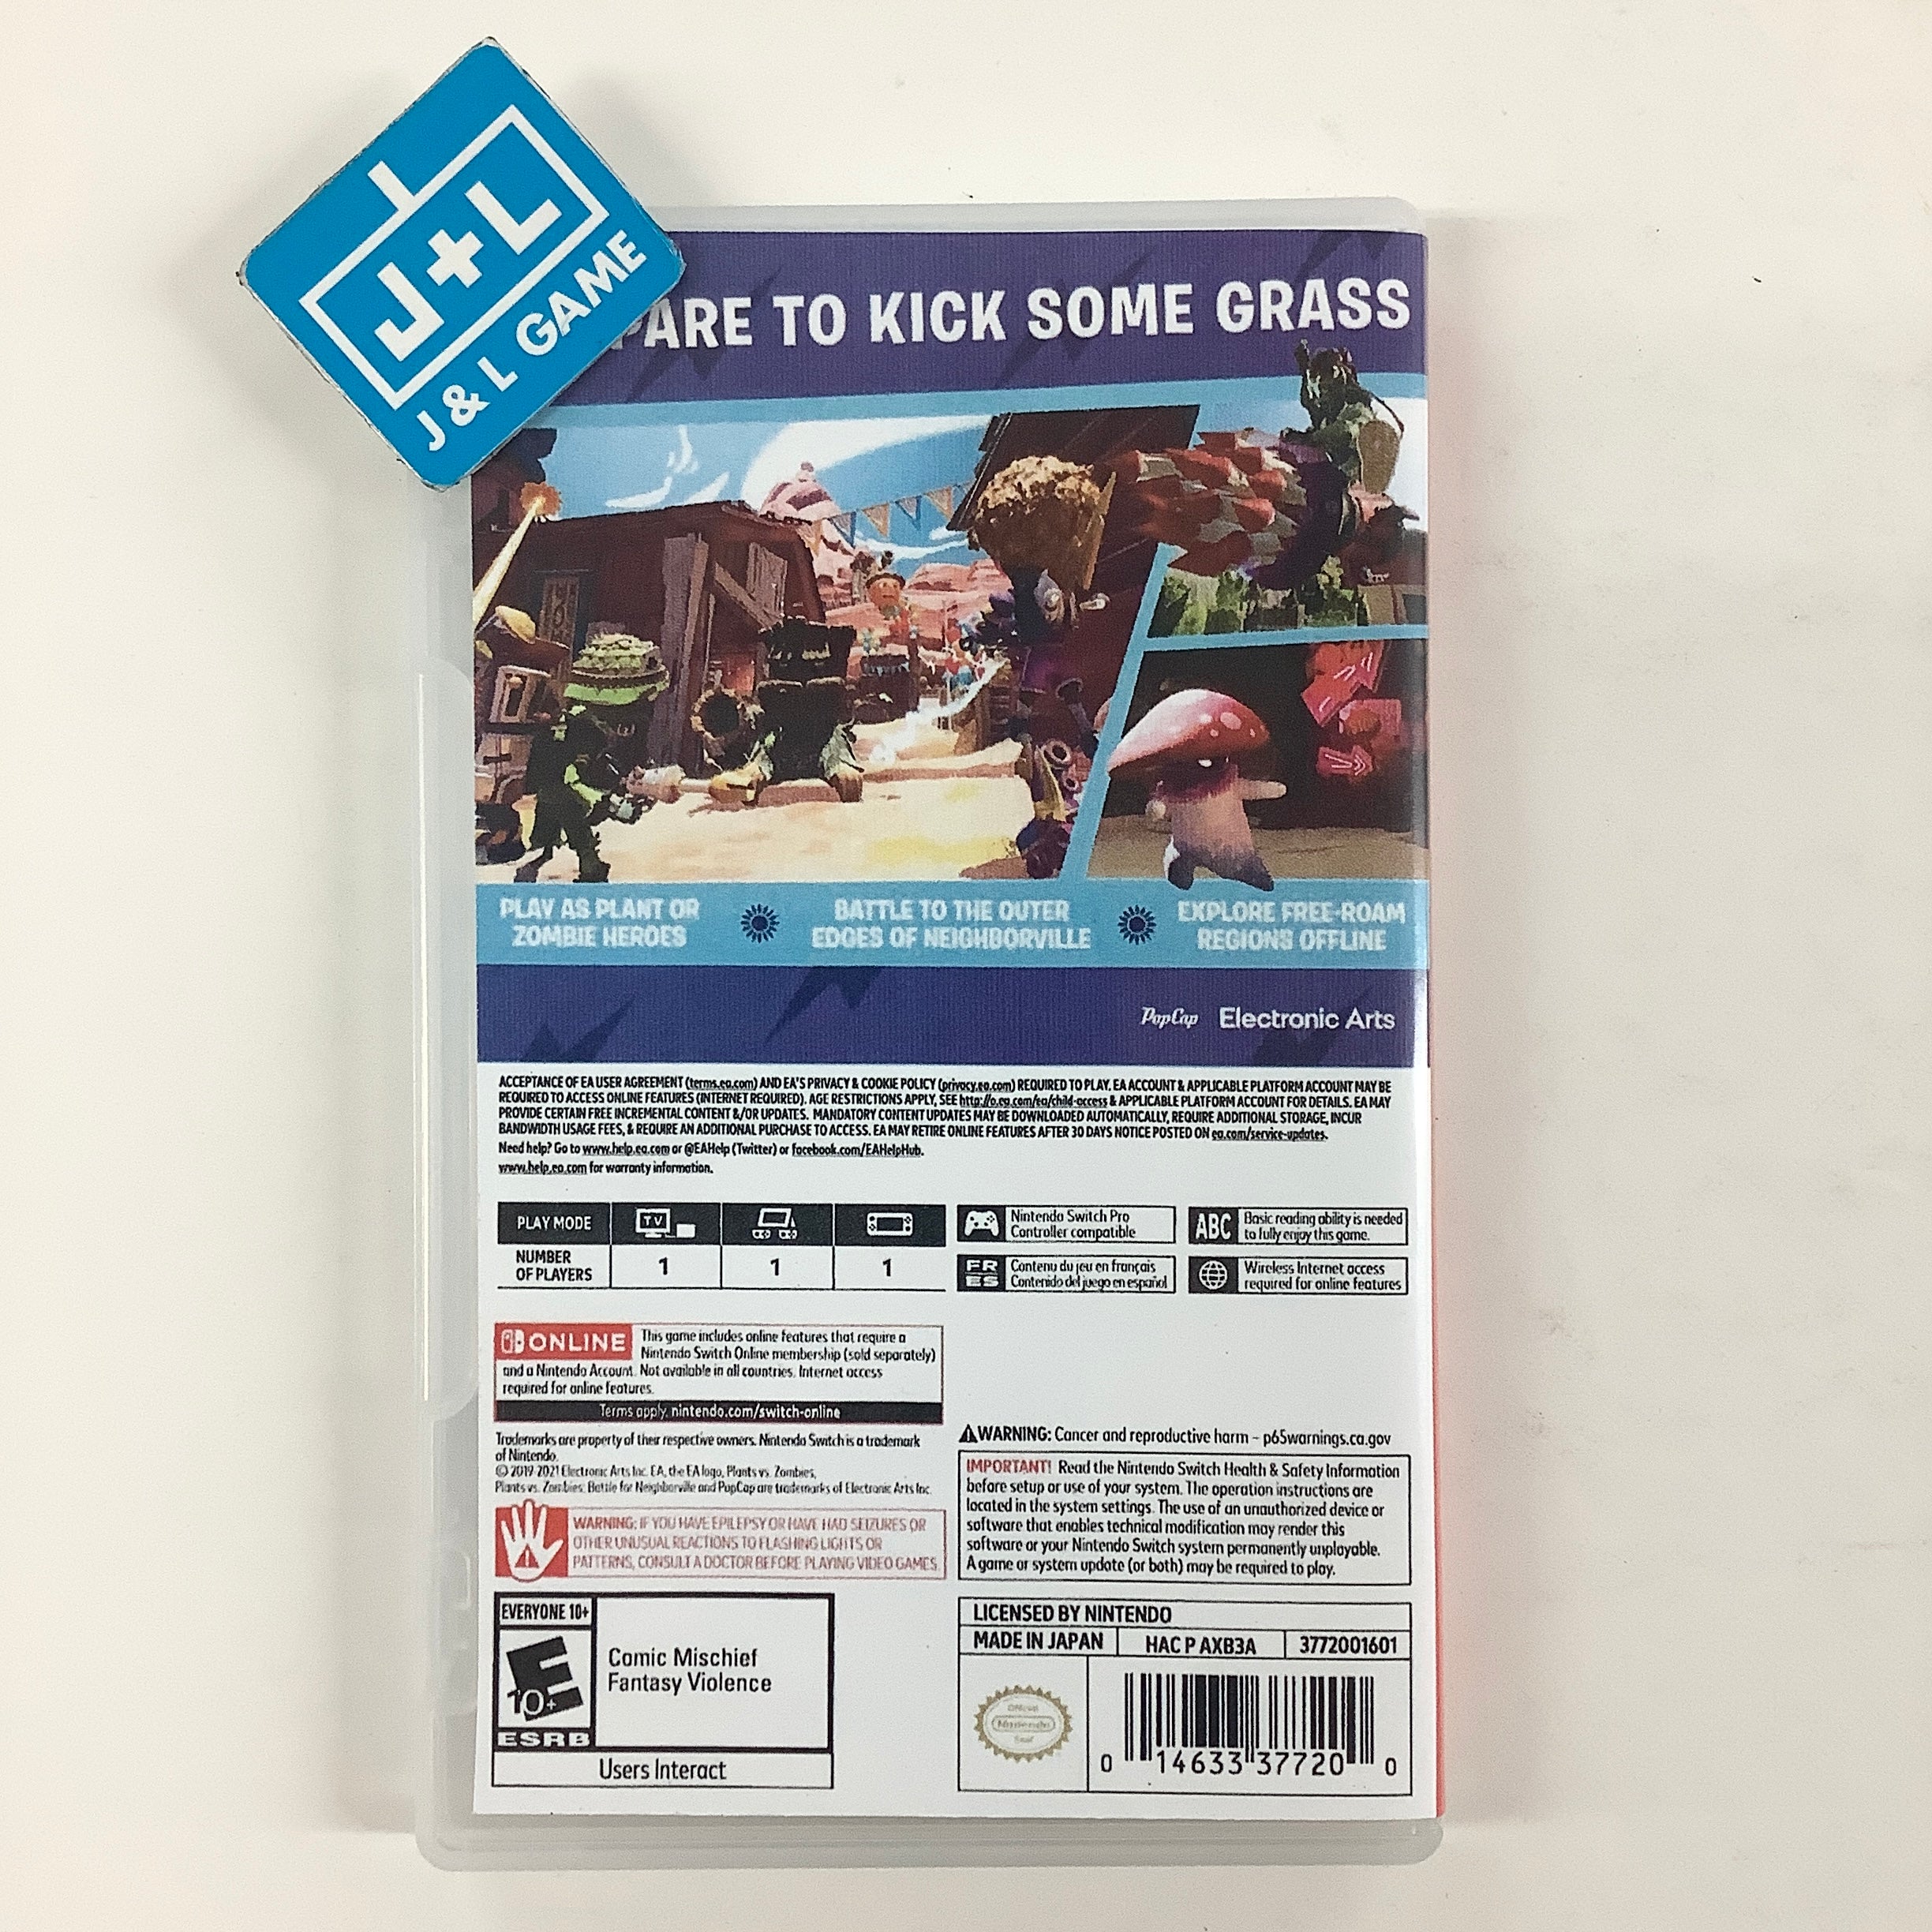 J+L
J & L GAME
PARE TO KICK SOME GRASS
PLAY AS PLANT OR
ZOMBIE HEROES
BATTLE TO THE OUTER
EDGES OF NEIGHBORVILLE
EXPLORE FREE-ROAM
REGIONS OFFLINE
PopCap Electronic Arts
ACCEPTANCE OF EA USER AGREEMENT (terms.ea.com) AND EA'S PRIVACY & COOKIE POLICY (privacy.ea.com) REQUIRED TO PLAY. EA ACCOUNT & APPLICABLE PLATFORM ACCOUNT MAY BE
REQUIRED TO ACCESS ONLINE FEATURES (INTERNET REQUIRED). AGE RESTRICTIONS APPLY, SEE http://o.ea.com/ea/child-access & APPLICABLE PLATFORM ACCOUNT FOR DETAILS. EA MAY
PROVIDE CERTAIN FREE INCREMENTAL CONTENT &/OR UPDATES. MANDATORY CONTENT UPDATES MAY BE DOWNLOADED AUTOMATICALLY, REQUIRE ADDITIONAL STORAGE, INCUR
BANDWIDTH USAGE FEES, & REQUIRE AN ADDITIONAL PURCHASE TO ACCESS. EA MAY RETIRE ONLINE FEATURES AFTER 30 DAYS NOTICE POSTED ON ea.com/service-updates.
Need help? Go to www.help.ea.com or @EAHelp (Twitter) or facebook.com/EAHelpHub.
www.help.ea.com for warranty information.
PLAY MODE TV
NUMBER
OF PLAYERS
1 1 1
Nintendo Switch Pro
Controller compatible
ABC Basic reading ability is needed
to fully enjoy this game.
FR
ES
Contenu du jeu en français
Contenido del juego en español
Wireless Internet access
required for online features
ONLINE This game includes online features that require a
Nintendo Switch Online membership (sold separately)
and a Nintendo Account. Not available in all countries. Internet access
required for online features.
Terms apply. nintendo.com/switch-online
Trademarks are property of their respective owners. Nintendo Switch is a trademark
of Nintendo.
© 2019-2021 Electronic Arts Inc. EA, the EA logo, Plants vs. Zombies,
Plants vs. Zombies: Battle for Neighborville and PopCap are trademarks of Electronic Arts Inc.
WARNING: IF YOU HAVE EPILEPSY OR HAVE HAD SEIZURES OR
OTHER UNUSUAL REACTIONS TO FLASHING LIGHTS OR
PATTERNS, CONSULT A DOCTOR BEFORE PLAYING VIDEO GAMES.
WARNING: Cancer and reproductive harm – p65warnings.ca.gov
IMPORTANT! Read the Nintendo Switch Health & Safety Information
before setup or use of your system. The operation instructions are
located in the system settings. The use of an unauthorized device or
software that enables technical modification may render this
software or your Nintendo Switch system permanently unplayable.
A game or system update (or both) may be required to play.
EVERYONE 10+
E
10+
ESRB
Comic Mischief
Fantasy Violence
Users Interact
LICENSED BY NINTENDO
MADE IN JAPAN HAC P AXB3A 3772001601
Official
Nintendo
Seal
0 14633 37720 0